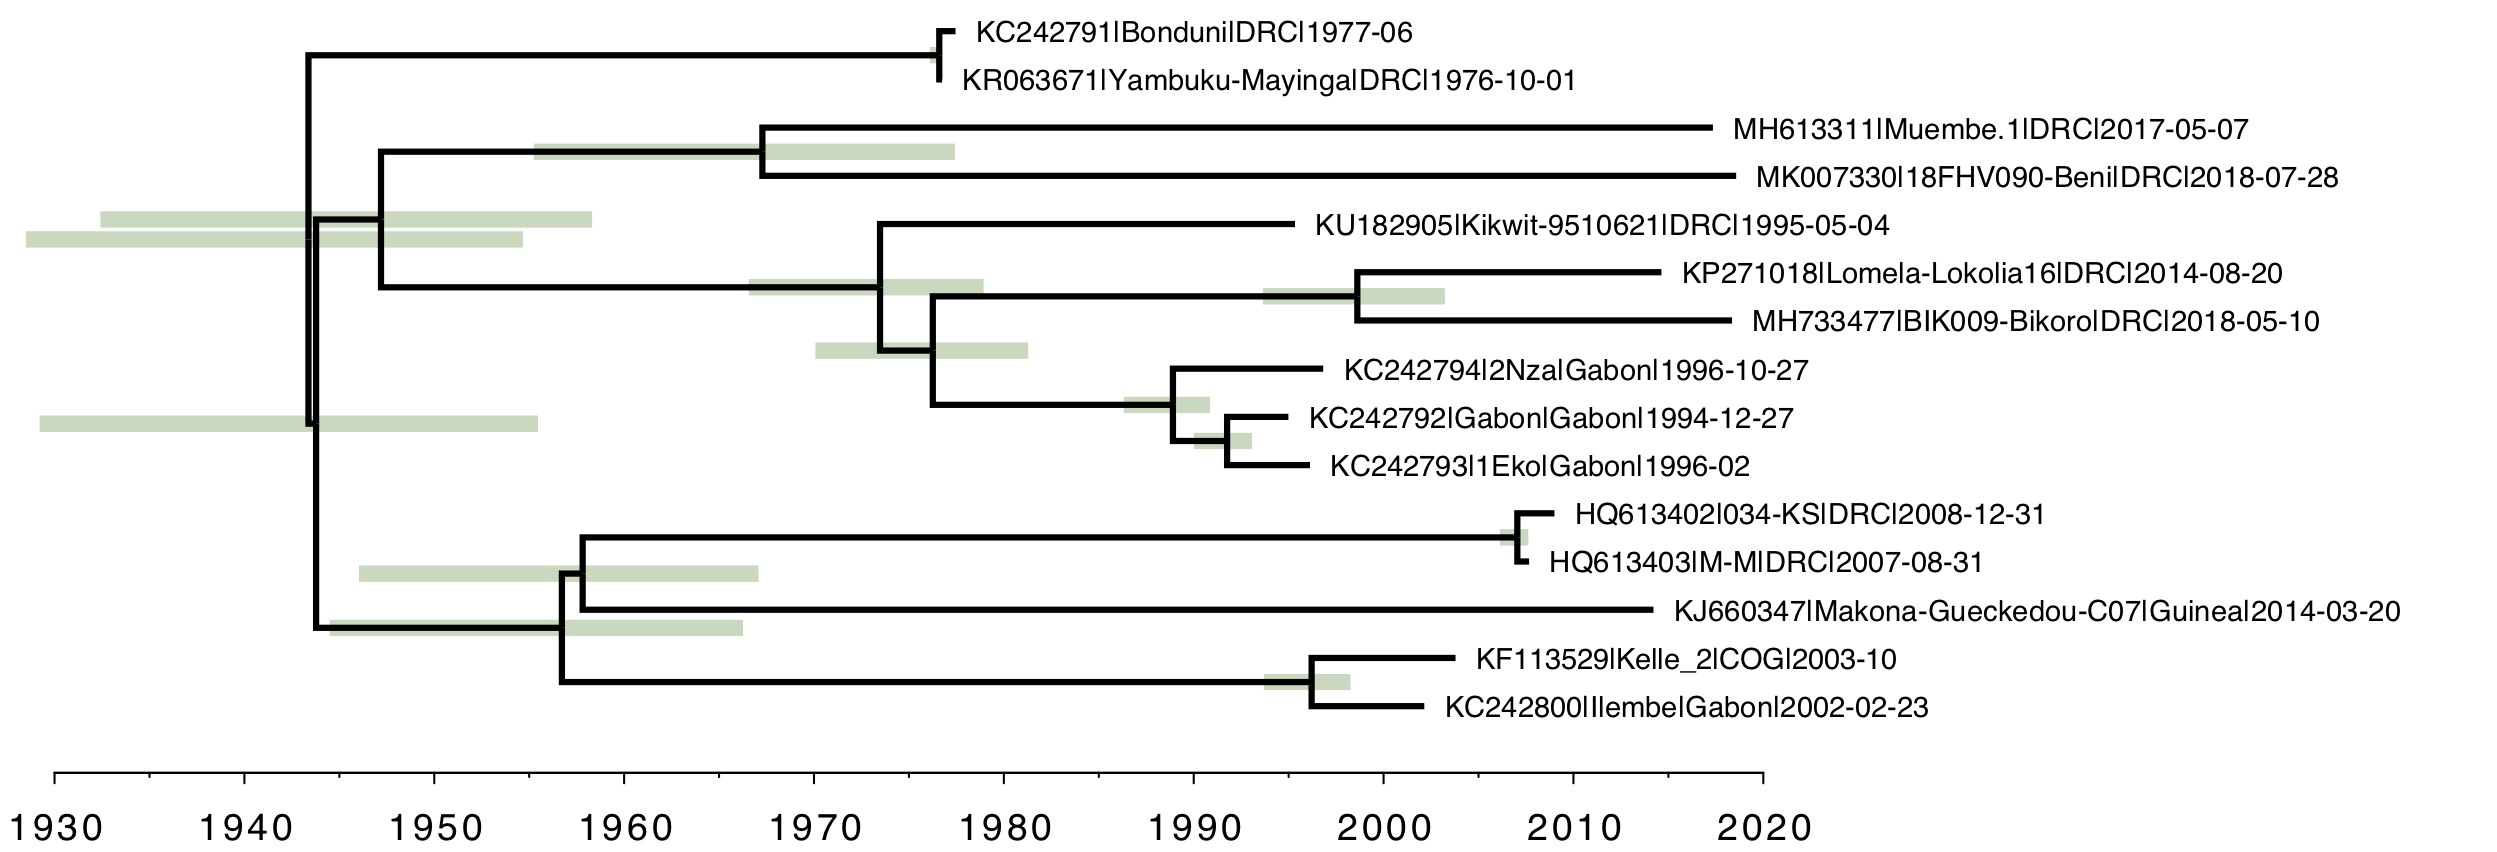 KC242791|Bonduni|DRC|1977-06
KR063671|Yambuku-Mayinga|DRC|1976-10-01
MH613311|Muembe.1|DRC|2017-05-07
MK007330|18FHV090-Beni|DRC|2018-07-28
KU182905|Kikwit-9510621|DRC|1995-05-04
KP271018|Lomela-Lokolia16|DRC|2014-08-20
MH733477|BIK009-Bikoro|DRC|2018-05-10
KC242794|2Nza|Gabon|1996-10-27
KC242792|Gabon|Gabon|1994-12-27
KC242793|1Eko|Gabon|1996-02
HQ613402|034-KS|DRC|2008-12-31
HQ613403|M-M|DRC|2007-08-31
KJ660347|Makona-Gueckedou-C07|Guinea|2014-03-20
KF113529|Kelle_2|COG|2003-10
KC242800|Ilembe|Gabon|2002-02-23
1930 1940 1950 1960 1970 1980 1990 2000 2010 2020